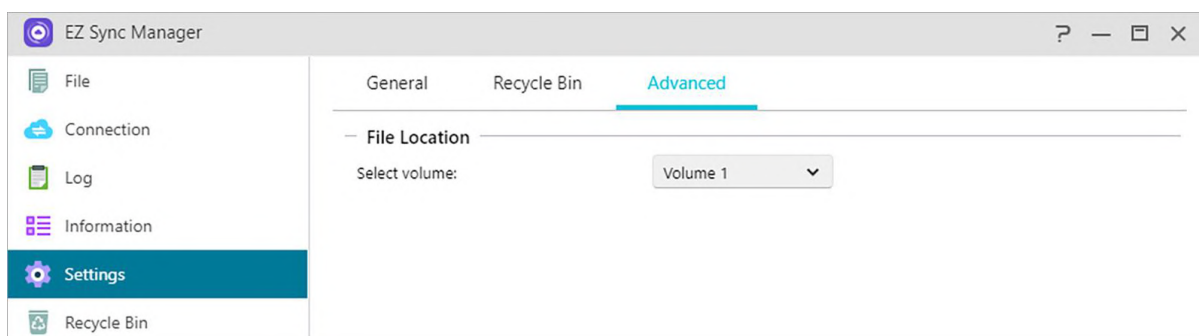 EZ Sync Manager
File
Connection
Log
Information
Settings
Recycle Bin
General Recycle Bin Advanced
File Location
Select volume: Volume 1